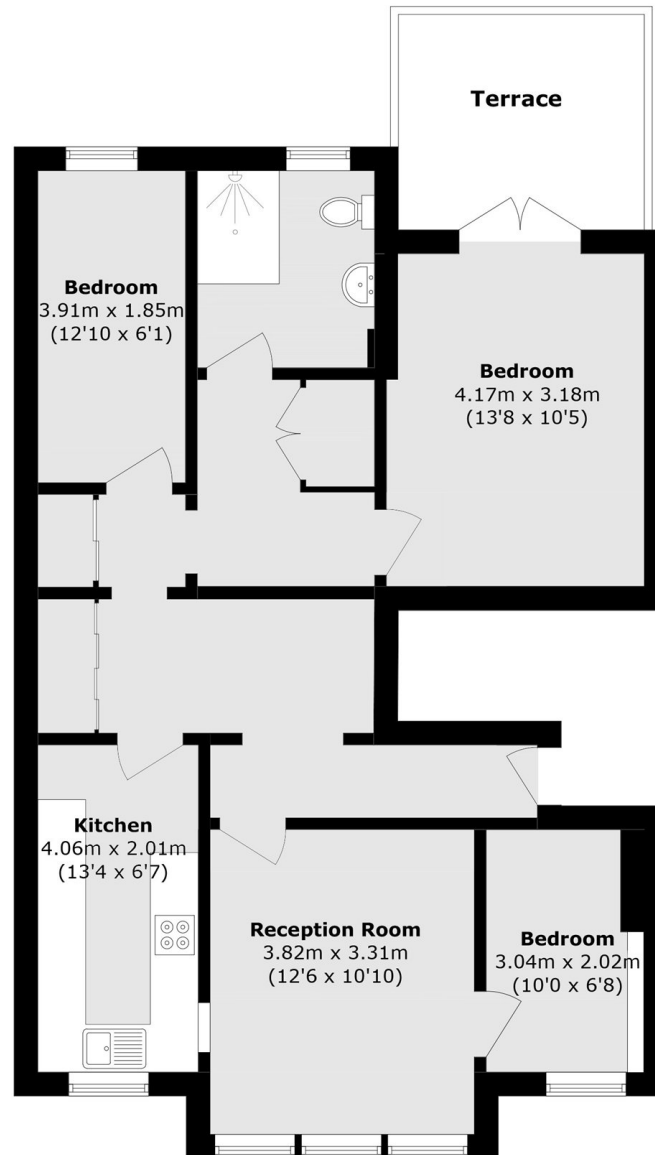 Terrace
Bedroom
3.91m x 1.85m
(12'10 x 6'1)
Bedroom
4.17m x 3.18m
(13'8 x 10'5)
Kitchen
4.06m x 2.01m
(13'4 x 6'7)
Reception Room
3.82m x 3.31m
(12'6 x 10'10)
Bedroom
3.04m x 2.02m
(10'0 x 6'8)